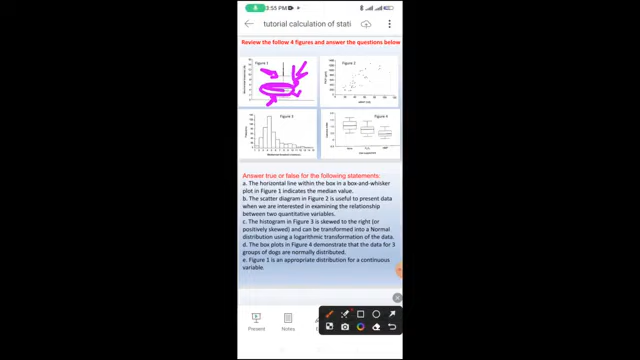 3:55 PM
tutorial calculation of stati
Review the follow 4 figures and answer the questions below
Figure 1
Figure 2
Figure 3
Figure 4
Answer true or false for the following statements:
a. The horizontal line within the box in a box-and-whisker
plot in Figure 1 indicates the median value.
b. The scatter diagram in Figure 2 is useful to present data
when we are interested in examining the relationship
between two quantitative variables.
c. The histogram in Figure 3 is skewed to the right (or
positively skewed) and can be transformed into a Normal
distribution using a logarithmic transformation of the data.
d. The box plots in Figure 4 demonstrate that the data for 3
groups of dogs are normally distributed.
e. Figure 1 is an appropriate distribution for a continuous
variable.
Present
Notes